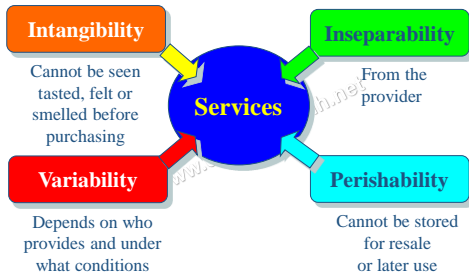 Intangibility
Cannot be seen
tasted, felt or
smelled before
purchasing
Inseparability
From the
provider
Services
Variability
Depends on who
provides and under
what conditions
Perishability
Cannot be stored
for resale
or later use